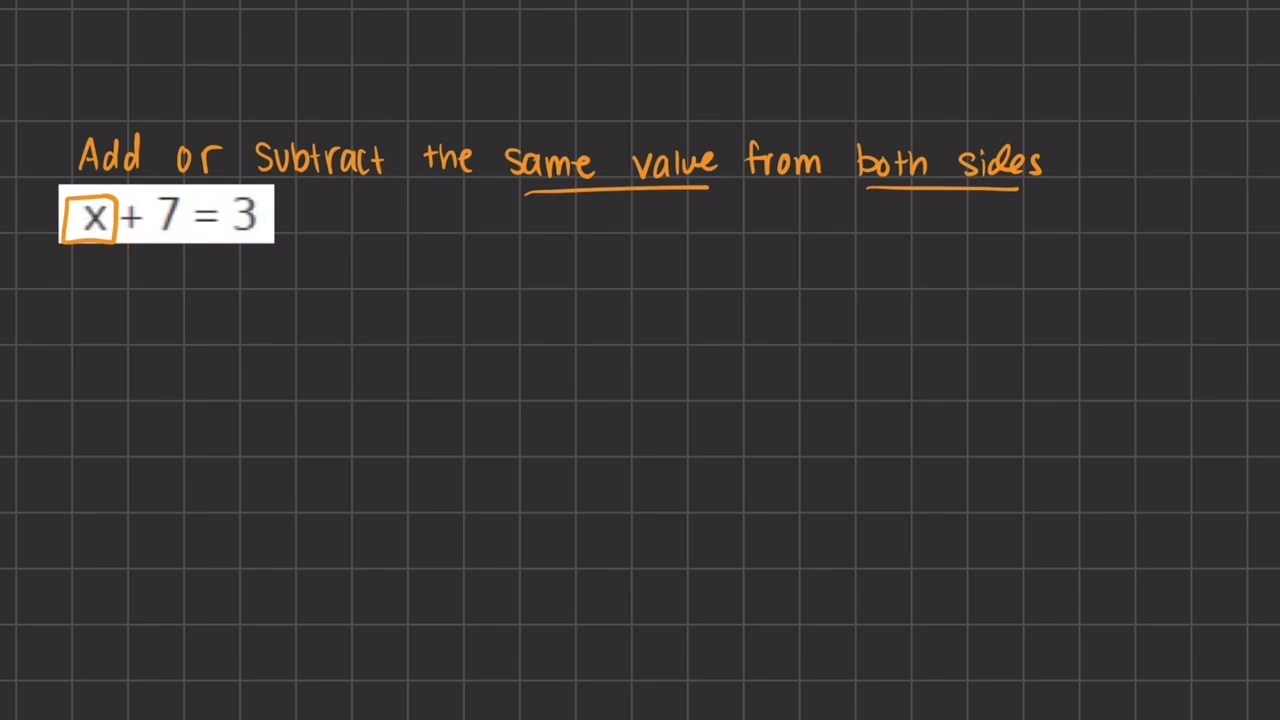 Add or subtract the same value from both sides
x + 7 = 3